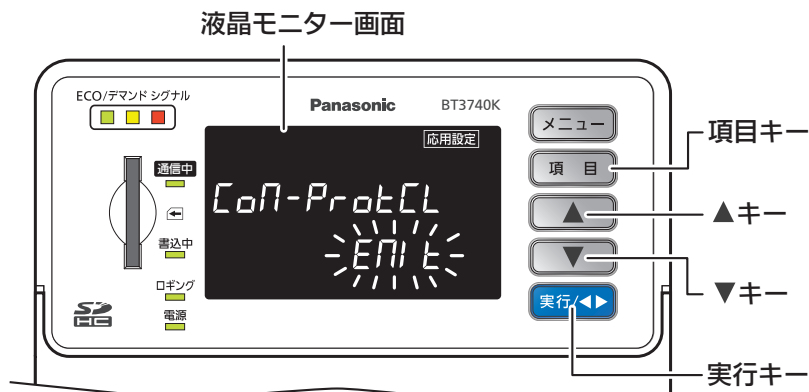 液晶モニター画面
ECO/デマンド シグナル
Panasonic
BT3740K
応用設定
通信中
書込中
ロギング
電源
SD
HC
CoM-ProtCL
EMIt
メニュー
項 目
▲
▼
実行/◀▶
項目キー
▲キー
▼キー
実行キー